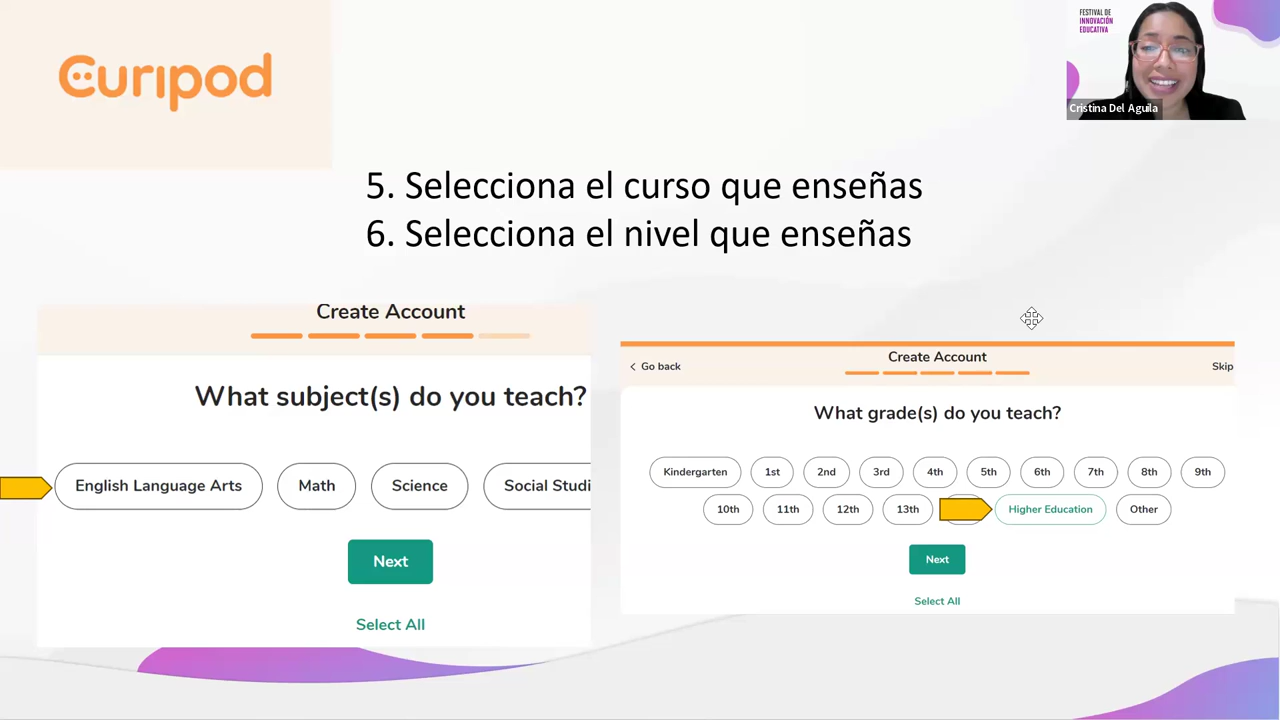 Curipod
FESTIVAL DE
INNOVACIÓN
EDUCATIVA
Cristina Del Aguila
5. Selecciona el curso que enseñas
6. Selecciona el nivel que enseñas
Create Account
What subject(s) do you teach?
English Language Arts
Math
Science
Social Studi
Next
Select All
Go back
Create Account
Skip
What grade(s) do you teach?
Kindergarten
1st
2nd
3rd
4th
5th
6th
7th
8th
9th
10th
11th
12th
13th
Higher Education
Other
Next
Select All